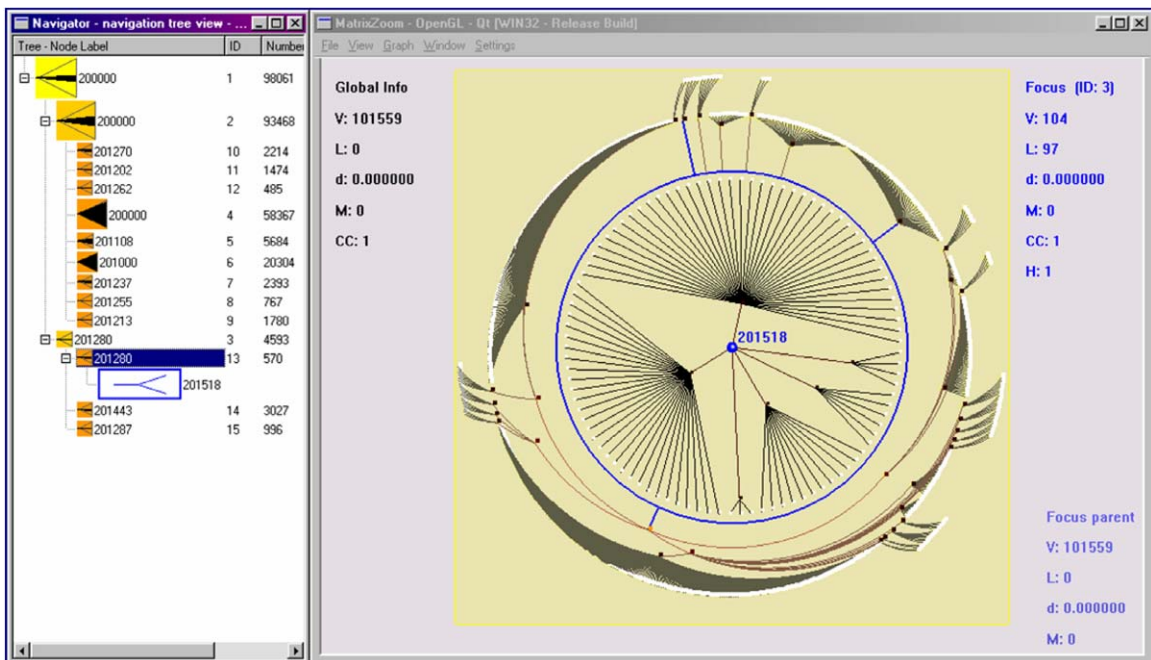 Navigator - navigation tree view - ...
Tree - Node Label ID Number
200000 1 98061
200000 2 93468
201270 10 2214
201202 11 1474
201262 12 485
200000 4 58367
201108 5 5684
201000 6 20304
201237 7 2393
201255 8 767
201213 9 1780
201280 3 4593
201280 13 570
201518
201443 14 3027
201287 15 996
MatrixZoom - OpenGL - Qt [WIN32 - Release Build]
File View Graph Window Settings
Global Info
V: 101559
L: 0
d: 0.000000
M: 0
CC: 1
201518
Focus (ID: 3)
V: 104
L: 97
d: 0.000000
M: 0
CC: 1
H: 1
Focus parent
V: 101559
L: 0
d: 0.000000
M: 0